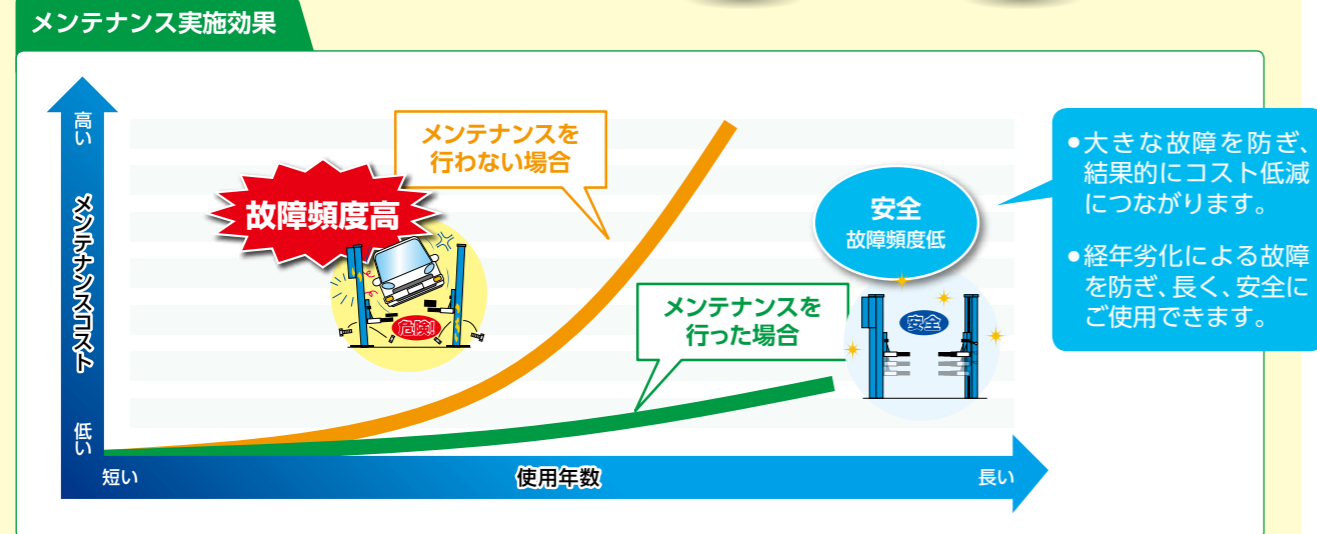 メンテナンス実施効果
高い
メンテナンスコスト
低い
メンテナンスを
行わない場合
故障頻度高
危険!
メンテナンスを
行った場合
安全
故障頻度低
安全
●大きな故障を防ぎ、
結果的にコスト低減
につながります。
●経年劣化による故障
を防ぎ、長く、安全に
ご使用できます。
短い
使用年数
長い